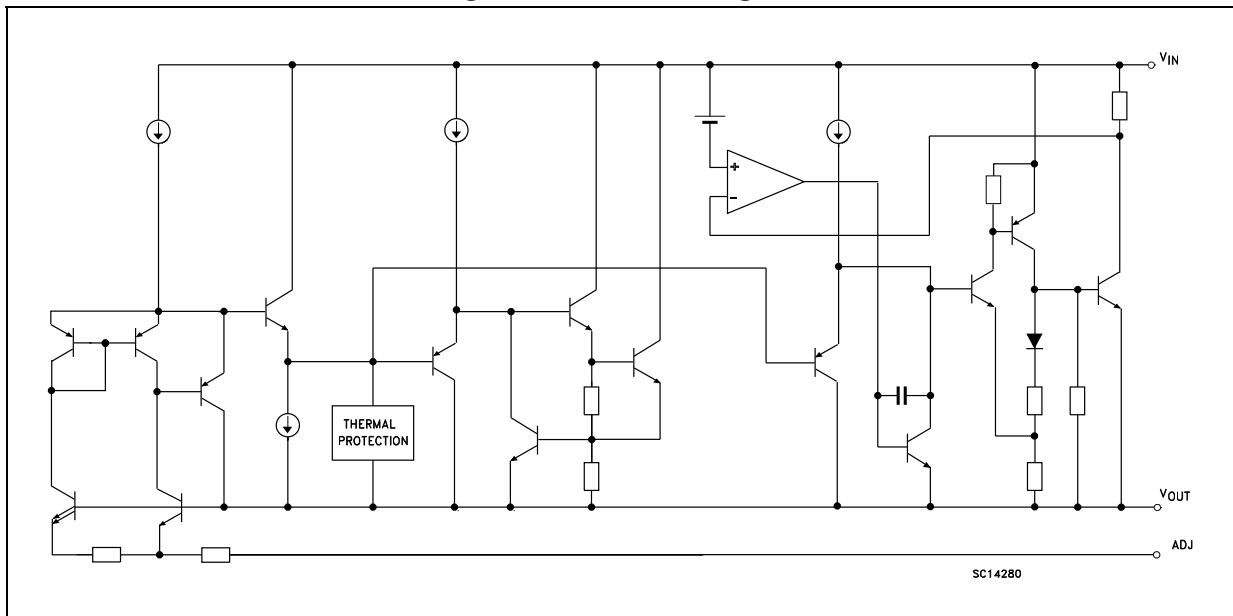 VIN
+
-
THERMAL
PROTECTION
VOUT
ADJ
SC14280